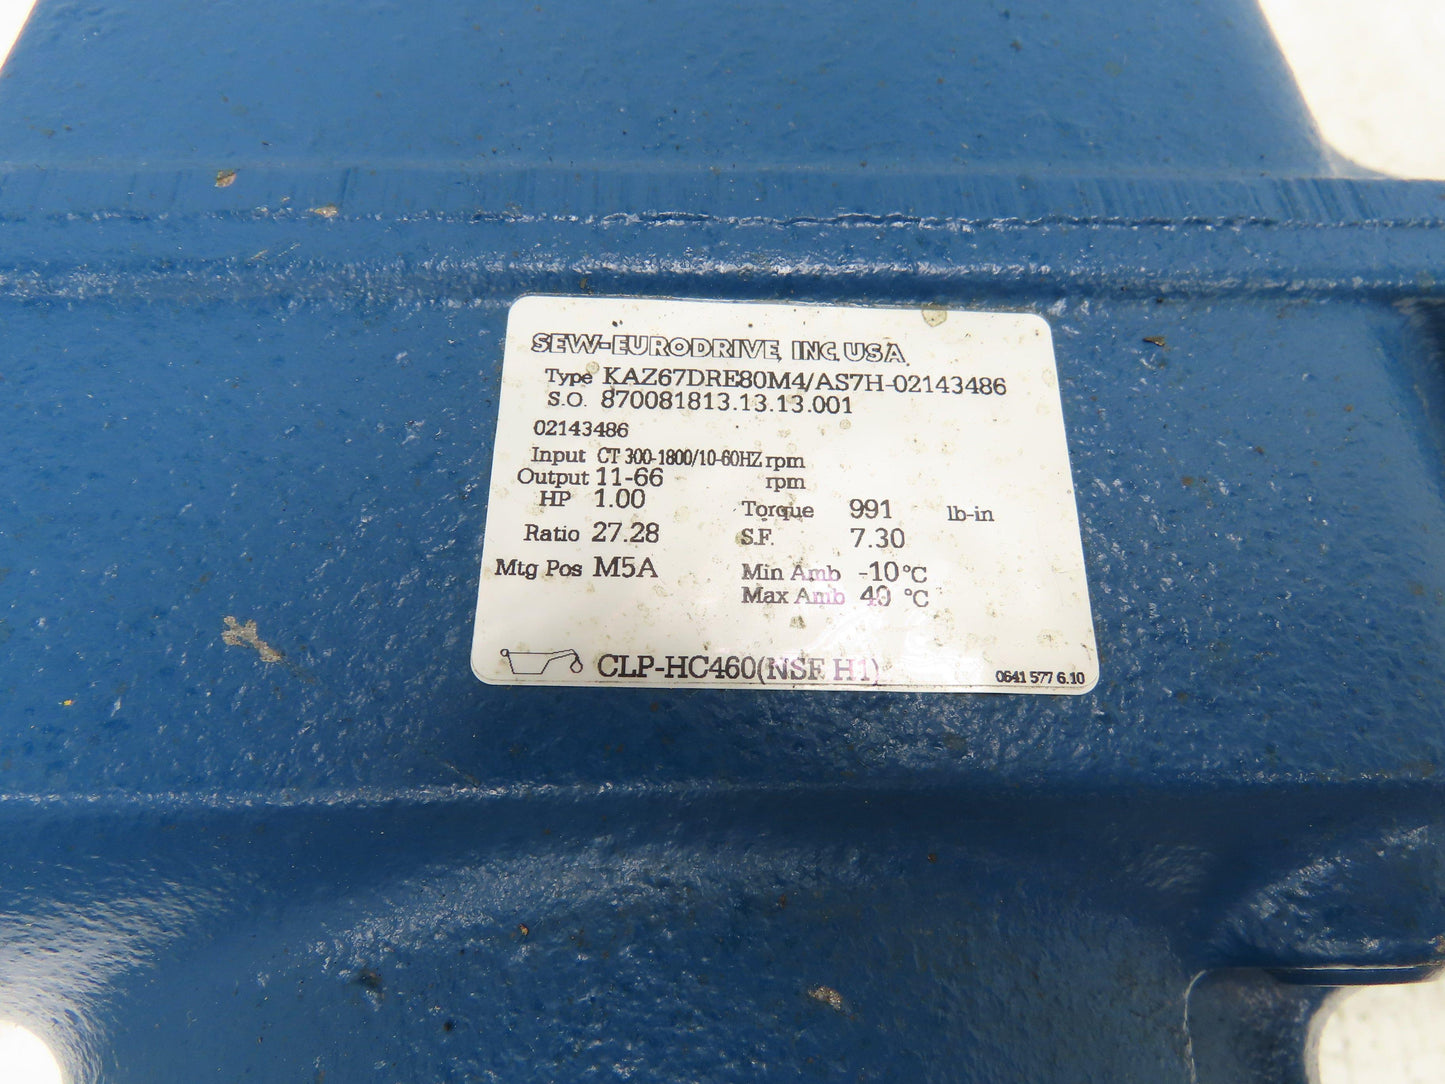 SEW-EURODRIVE, INC. U.S.A.
Type KAZ67DRE80M4/AS7H-02143486
S.O. 870081813.13.13.001
02143486
Input CT 300-1800/10-60HZ rpm
Output 11-66 rpm
HP 1.00 Torque 991 lb-in
Ratio 27.28 S.F. 7.30
Mtg Pos M5A Min Amb -10 °C
Max Amb 40 °C
CLP-HC460(NSF H1) 0641 577 6.10